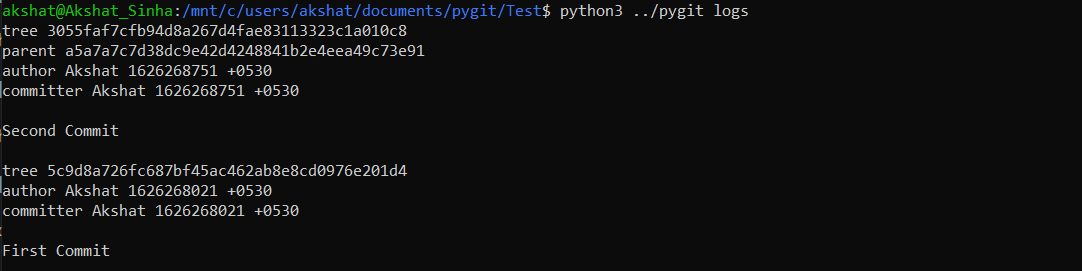 akshat@Akshat_Sinha:/mnt/c/users/akshat/documents/pygit/Test$ python3 ../pygit logs
tree 3055faf7cfb94d8a267d4fae83113323c1a010c8
parent a5a7a7c7d38dc9e42d4248841b2e4eea49c73e91
author Akshat 1626268751 +0530
committer Akshat 1626268751 +0530

Second Commit

tree 5c9d8a726fc687bf45ac462ab8e8cd0976e201d4
author Akshat 1626268021 +0530
committer Akshat 1626268021 +0530

First Commit